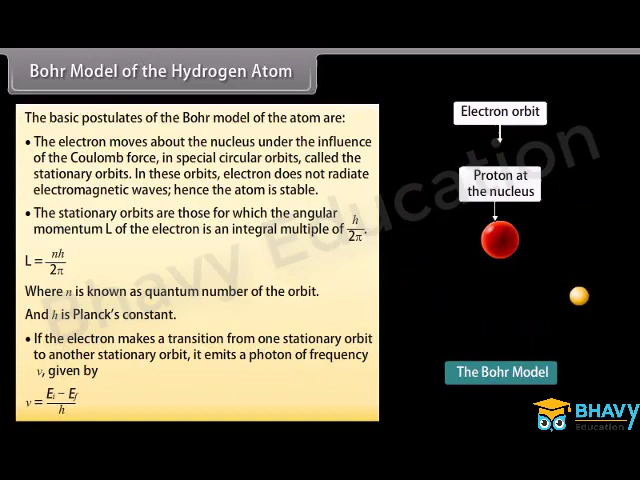 Bohr Model of the Hydrogen Atom
The basic postulates of the Bohr model of the atom are:
• The electron moves about the nucleus under the influence
of the Coulomb force, in special circular orbits, called the
stationary orbits. In these orbits, electron does not radiate
electromagnetic waves; hence the atom is stable.
• The stationary orbits are those for which the angular
momentum L of the electron is an integral multiple of h/2π.
L = nh/2π
Where n is known as quantum number of the orbit.
And h is Planck's constant.
• If the electron makes a transition from one stationary orbit
to another stationary orbit, it emits a photon of frequency
ν, given by
ν = Ei − Ef/h
Electron orbit
Proton at
the nucleus
The Bohr Model
BHAVY
Education
Bhavy Education